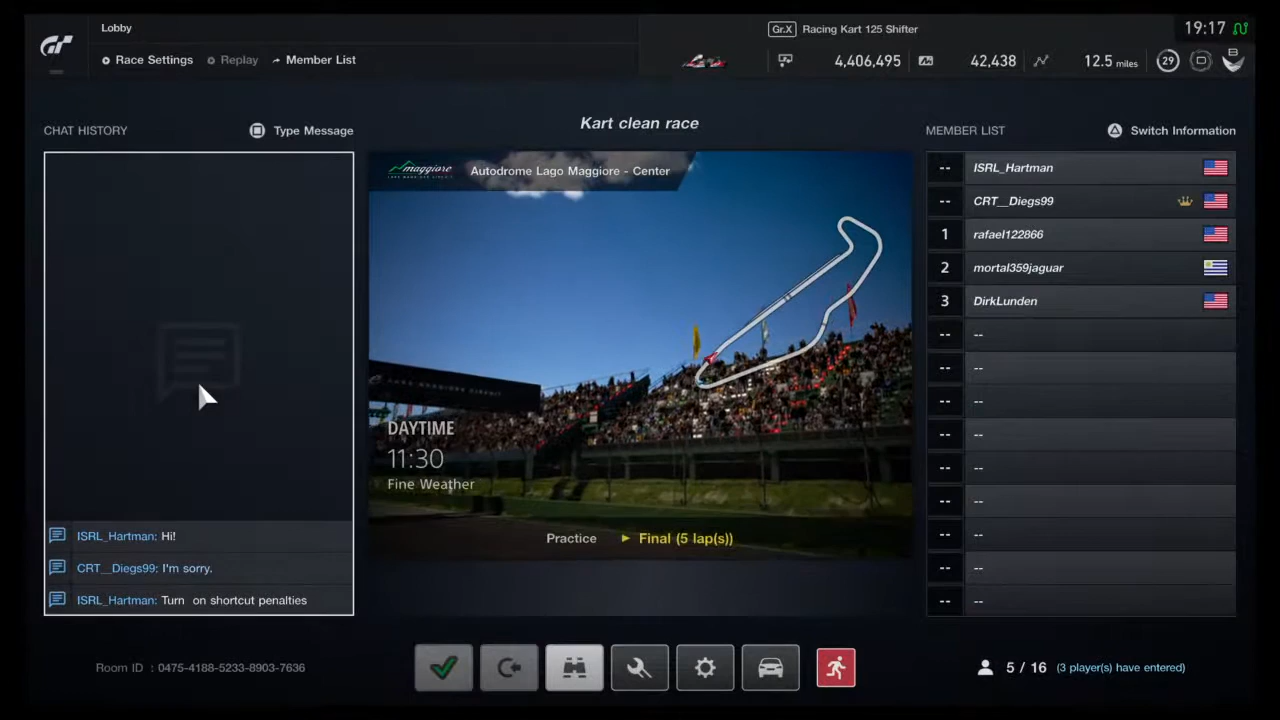 Lobby
Race Settings
Replay
Member List
Gr.X
Racing Kart 125 Shifter
19:17
4,406,495
42,438
12.5 miles
29
B
CHAT HISTORY
Type Message
Kart clean race
MEMBER LIST
Switch Information
maggiore
Autodrome Lago Maggiore - Center
DAYTIME
11:30
Fine Weather
Practice
Final (5 lap(s))
ISRL_Hartman: Hi!
CRT__Diegs99: I'm sorry.
ISRL_Hartman: Turn on shortcut penalties
-- ISRL_Hartman
-- CRT__Diegs99
1 rafael122866
2 mortal359jaguar
3 DirkLunden
-- --
-- --
-- --
-- --
-- --
-- --
-- --
-- --
-- --
Room ID : 0475-4188-5233-8903-7636
5 / 16 (3 player(s) have entered)